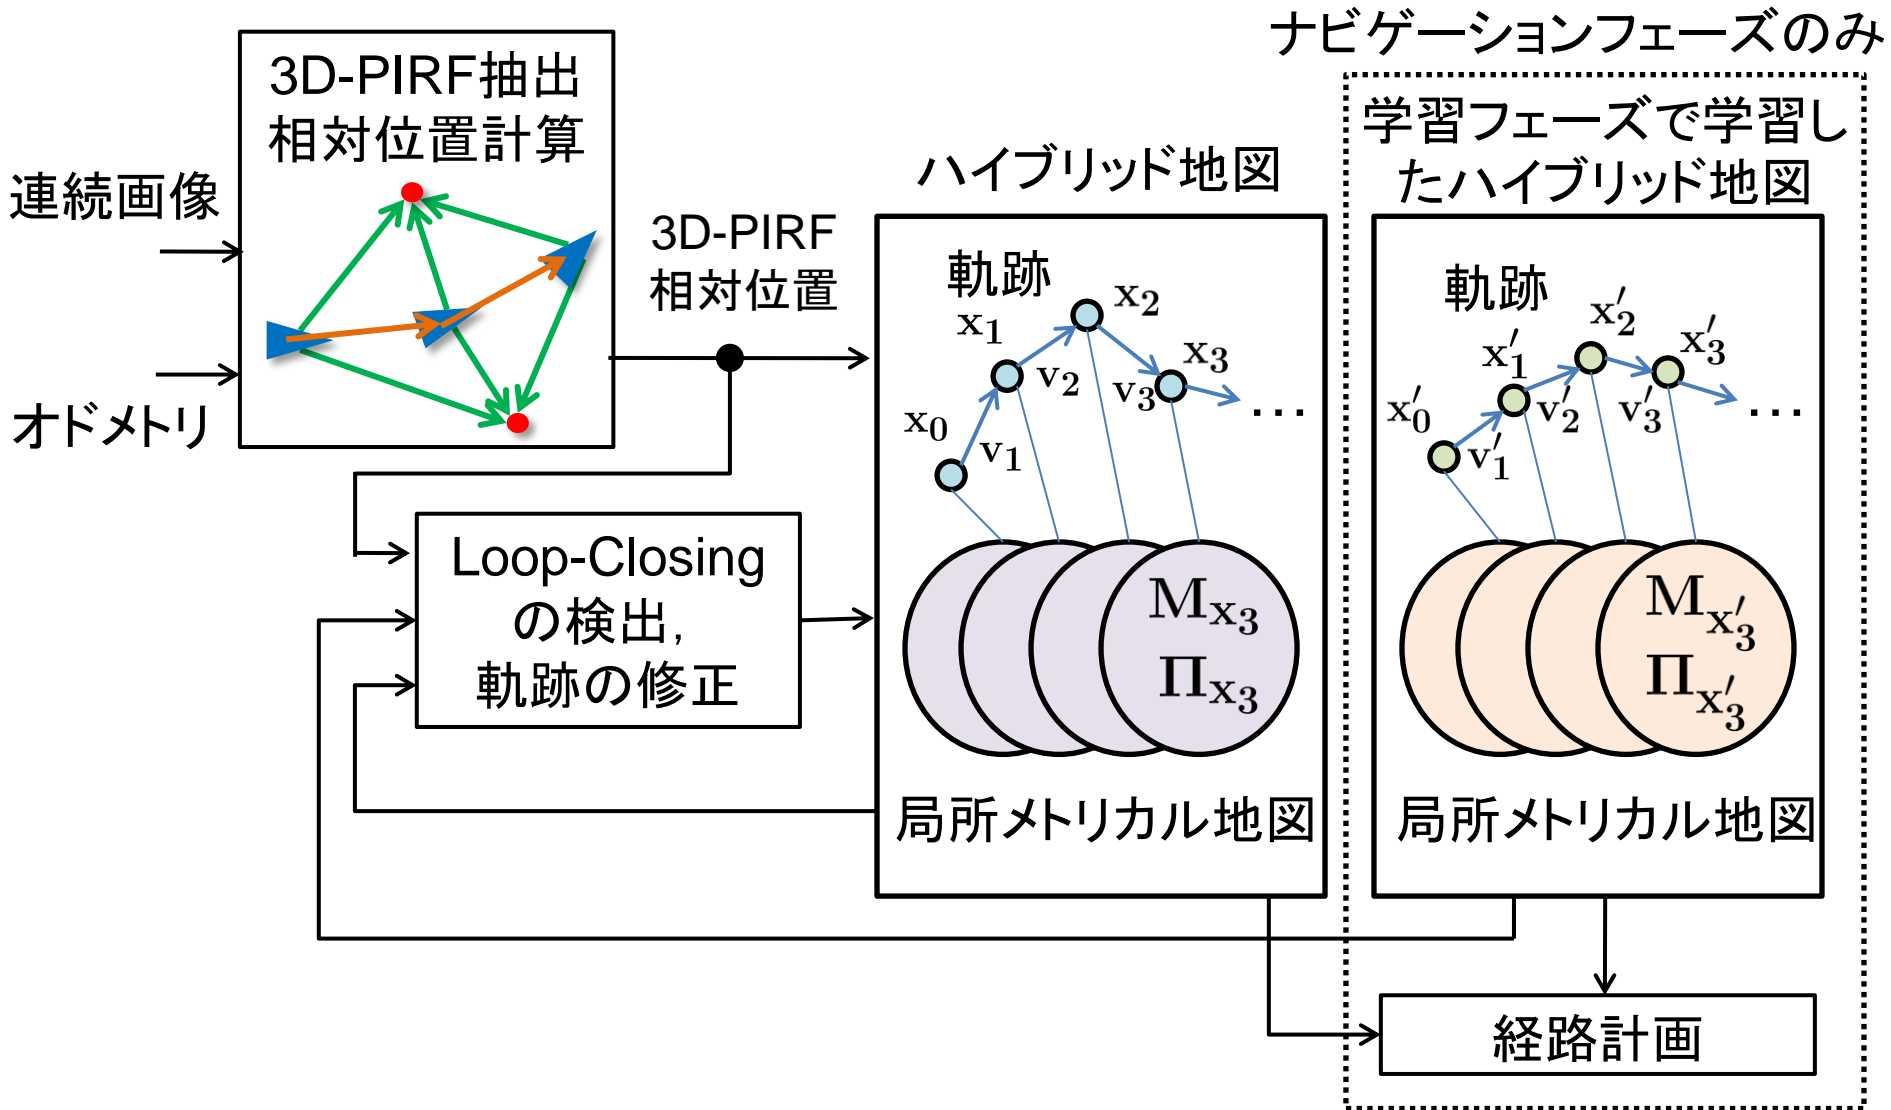 ナビゲーションフェーズのみ
3D-PIRF抽出
相対位置計算
連続画像
オドメトリ
3D-PIRF
相対位置
Loop-Closing
の検出,
軌跡の修正
ハイブリッド地図
軌跡
x₀
x₁
x₂
x₃
v₁
v₂
v₃
...
M_{x₃}
Π_{x₃}
局所メトリカル地図
学習フェーズで学習し
たハイブリッド地図
軌跡
x′₀
x′₁
x′₂
x′₃
v′₁
v′₂
v′₃
...
M_{x′₃}
Π_{x′₃}
局所メトリカル地図
経路計画